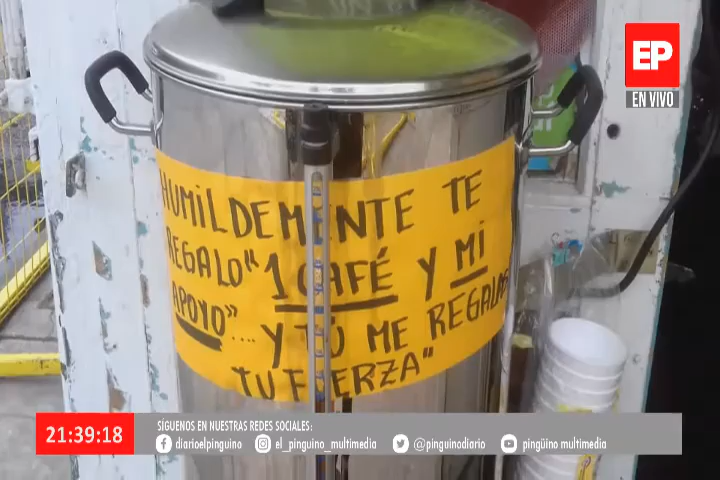 EP
EN VIVO
HUMILDEMENTE TE
REGALO "1 CAFÉ Y MI
APOYO".... Y TÚ ME REGALAS
TU FUERZA"
21:39:18
SÍGUENOS EN NUESTRAS REDES SOCIALES:
diarioelpinguino el_pinguino_multimedia @pinguinodiario pingüino multimedia